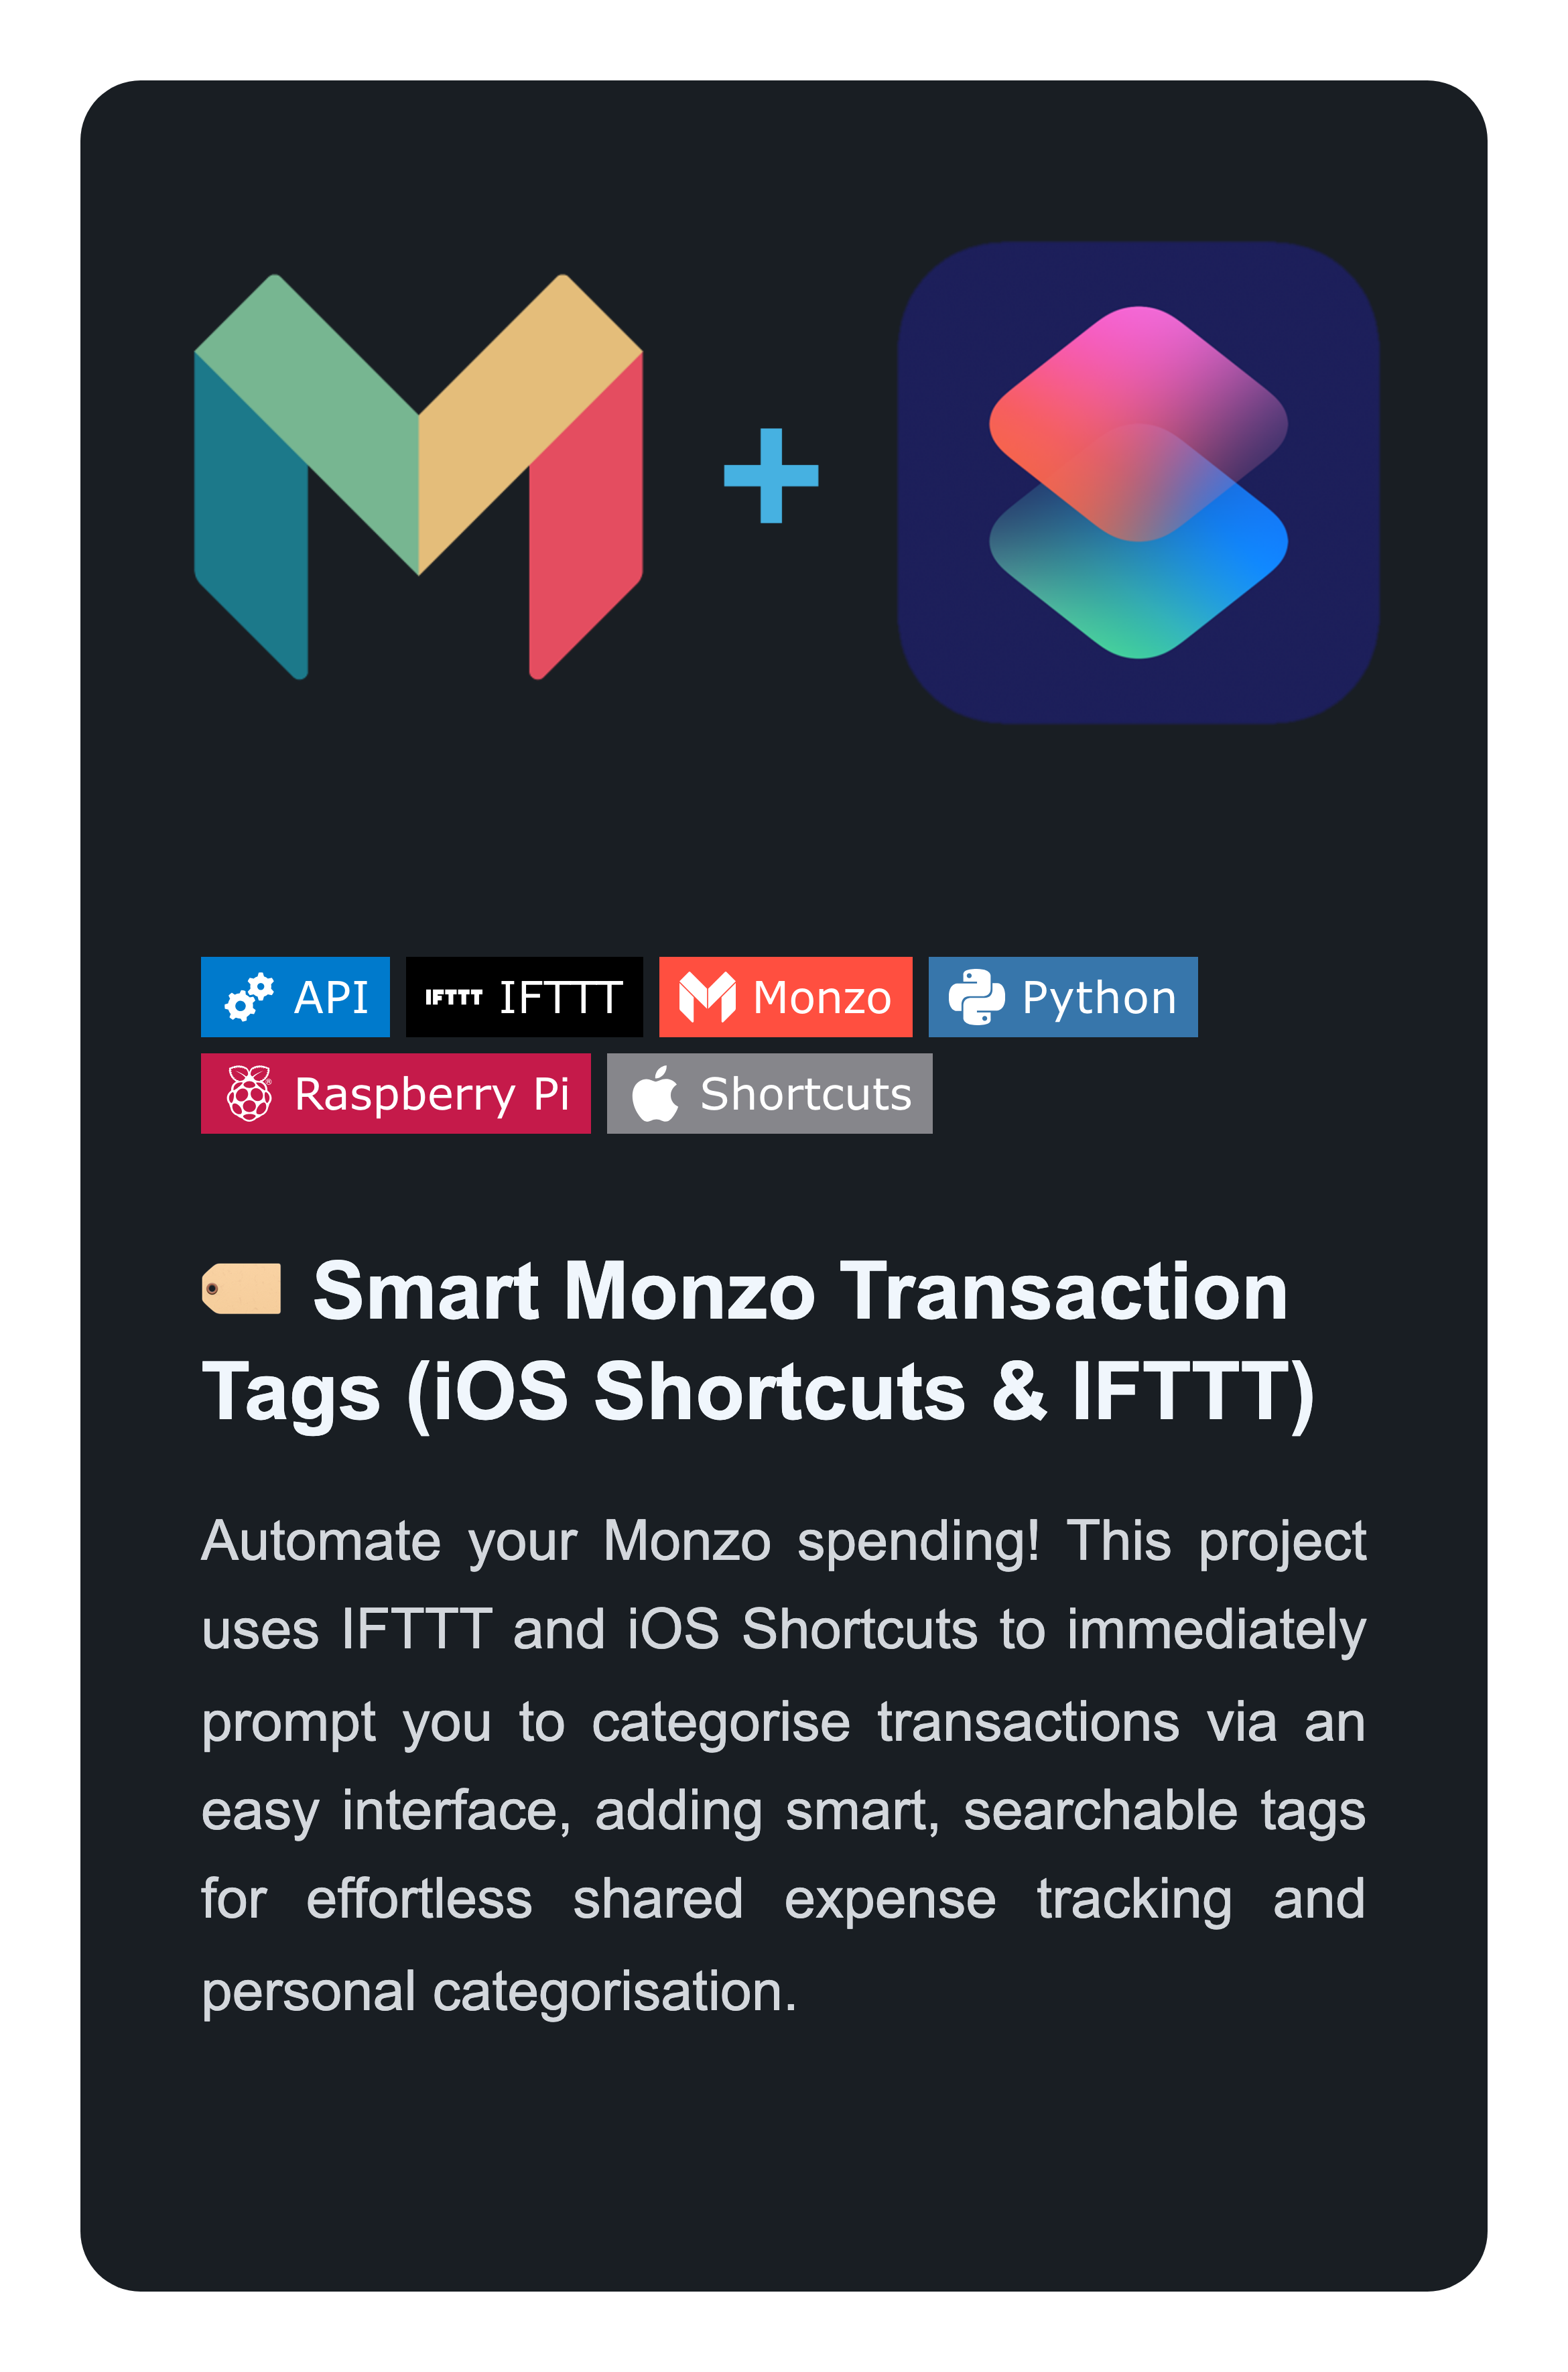 API IFTTT IFTTT Monzo Python
Raspberry Pi Shortcuts
Smart Monzo Transaction
Tags (iOS Shortcuts & IFTTT)
Automate your Monzo spending! This project
uses IFTTT and iOS Shortcuts to immediately
prompt you to categorise transactions via an
easy interface, adding smart, searchable tags
for effortless shared expense tracking and
personal categorisation.